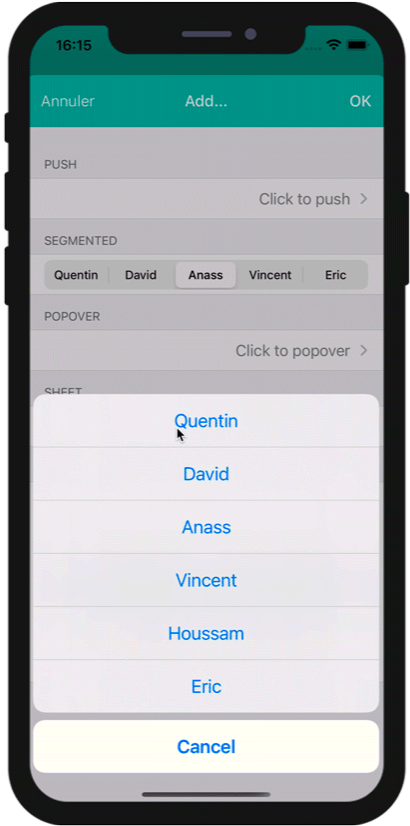 16:15
Annuler Add... OK
PUSH
Click to push
SEGMENTED
Quentin David Anass Vincent Eric
POPOVER
Click to popover
SHEET
Quentin
David
Anass
Vincent
Houssam
Eric
Cancel